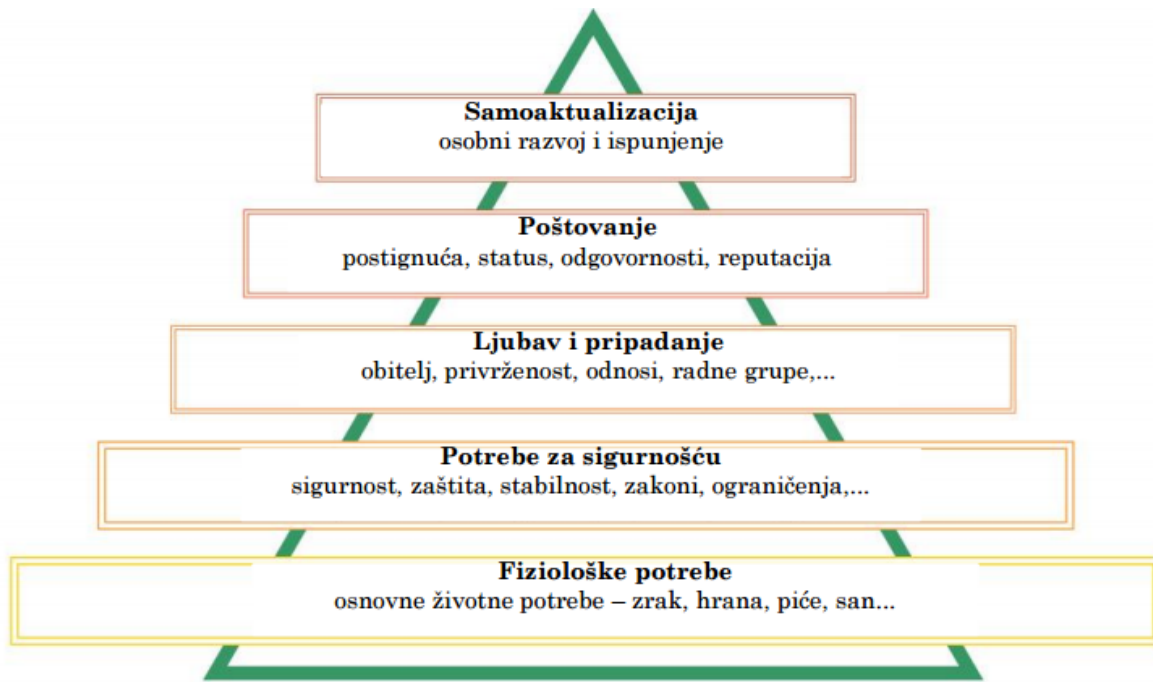 Samoaktualizacija
osobni razvoj i ispunjenje
Poštovanje
postignuća, status, odgovornosti, reputacija
Ljubav i pripadanje
obitelj, privrženost, odnosi, radne grupe,...
Potrebe za sigurnošću
sigurnost, zaštita, stabilnost, zakoni, ograničenja,...
Fiziološke potrebe
osnovne životne potrebe – zrak, hrana, piće, san...